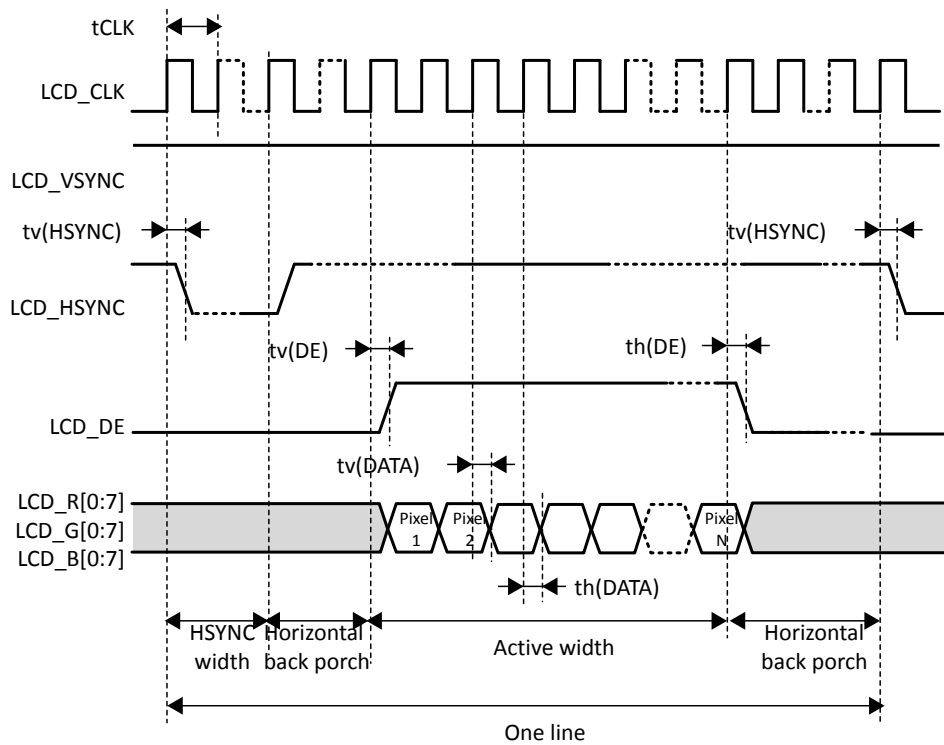 tCLK
LCD_CLK
LCD_VSYNC
tv(HSYNC)
tv(HSYNC)
LCD_HSYNC
tv(DE)
th(DE)
LCD_DE
tv(DATA)
LCD_R[0:7]
LCD_G[0:7]
LCD_B[0:7]
Pixel
1
Pixel
2
Pixel
N
th(DATA)
HSYNC
width
Horizontal
back porch
Active width
Horizontal
back porch
One line